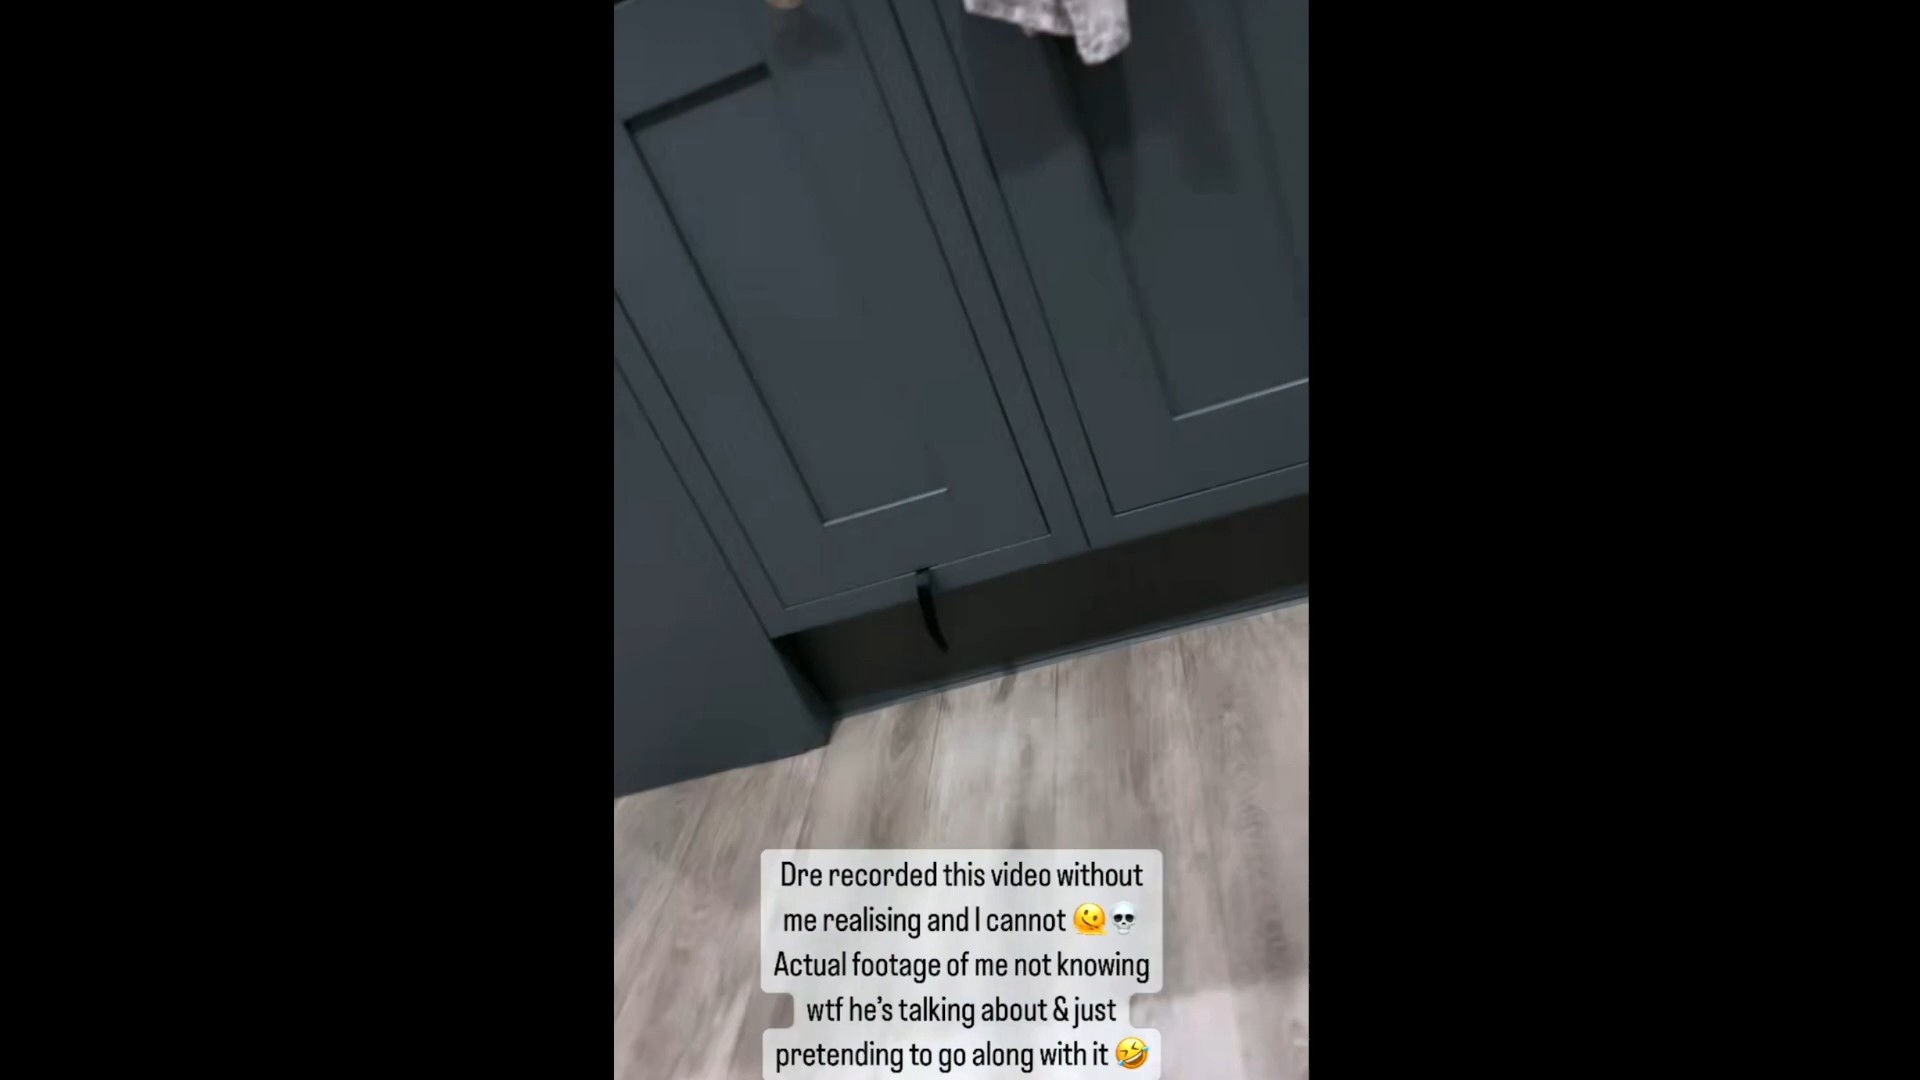 Dre recorded this video without
me realising and I cannot 🫠💀
Actual footage of me not knowing
wtf he's talking about & just
pretending to go along with it 🤣